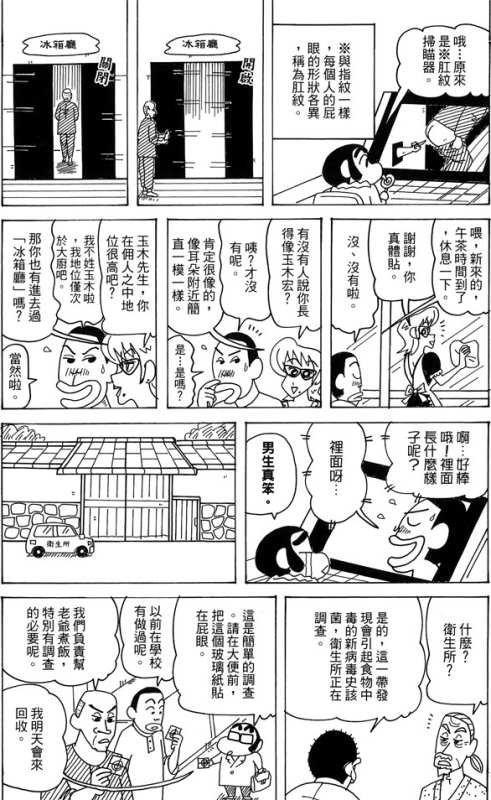 哦…原來
是※肛紋
掃瞄器。
※與指紋一樣
，每個人的屁
眼的形狀各異
，稱為肛紋。
冰箱廳
開啟
冰箱廳
關閉
喂，新來的，
午茶時間到了
，休息一下。
謝謝，你
真體貼。
有沒有人說你長
得像玉木宏？
沒、沒有啦。
咦？才沒
有呢。
肯定很像的，
像耳朵附近簡
直一模一樣。
是…是嗎？
玉木先生，你
在佣人之中地
位很高吧？
我不姓玉木啦
，我地位僅次
於大廚吧。
那你也有進去過
「冰箱廳」嗎？
當然啦。
啊…好棒
哦！裡面
長什麼樣
子呢？
裡面呀…
男生真笨。
衛生所
什麼？
衛生所？
是的，這一帶發
現會引起食物中
毒的新病毒史該
菌，衛生所正在
調查。
這是簡單的調查
。請在大便前，
把這個玻璃紙貼
在屁眼。
以前在學校
有做過呢。
我們負責幫
老爺煮飯，
特別有調查
的必要呢。
我明天會來
回收。